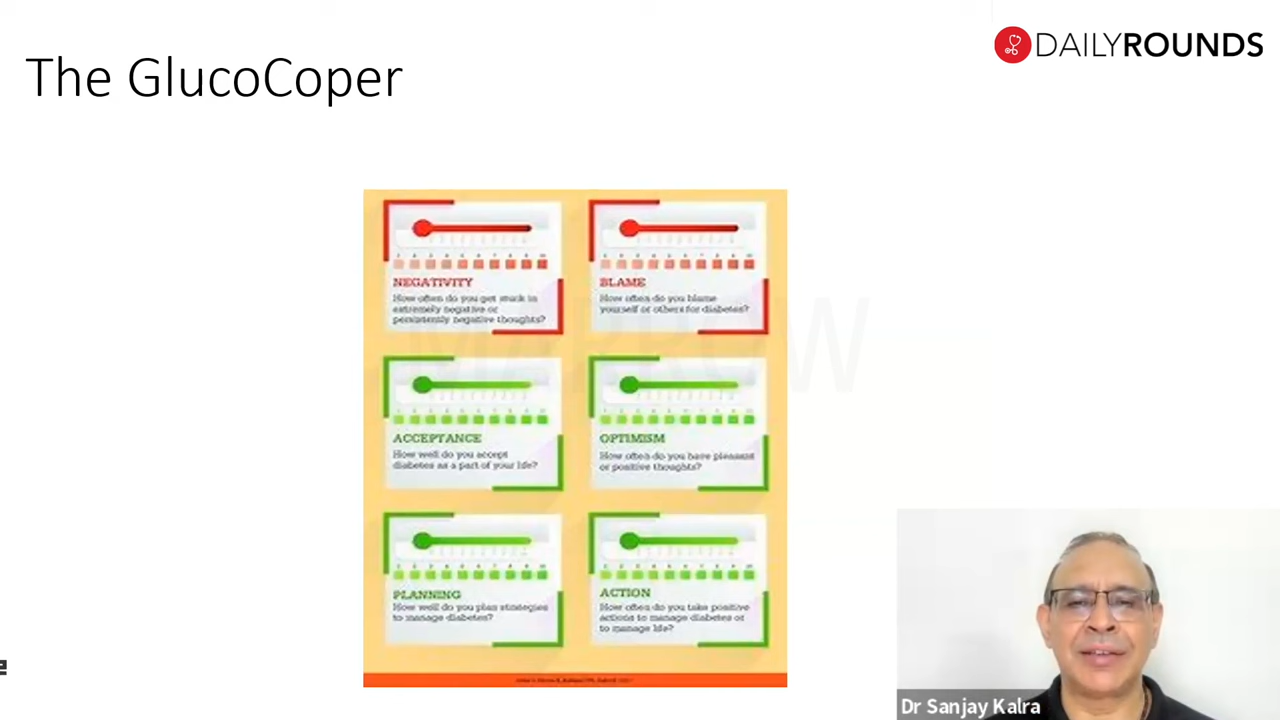 The GlucoCoper
DAILYROUNDS
NEGATIVITY
How often do you get stuck in
extremely negative or
persistently negative thoughts?
BLAME
How often do you blame
yourself or others for diabetes?
ACCEPTANCE
How well do you accept
diabetes as a part of your life?
OPTIMISM
How often do you have pleasant
or positive thoughts?
PLANNING
How well do you plan strategies
to manage diabetes?
ACTION
How often do you take positive
actions to manage diabetes or
to manage life?
MARROW
Dr Sanjay Kalra